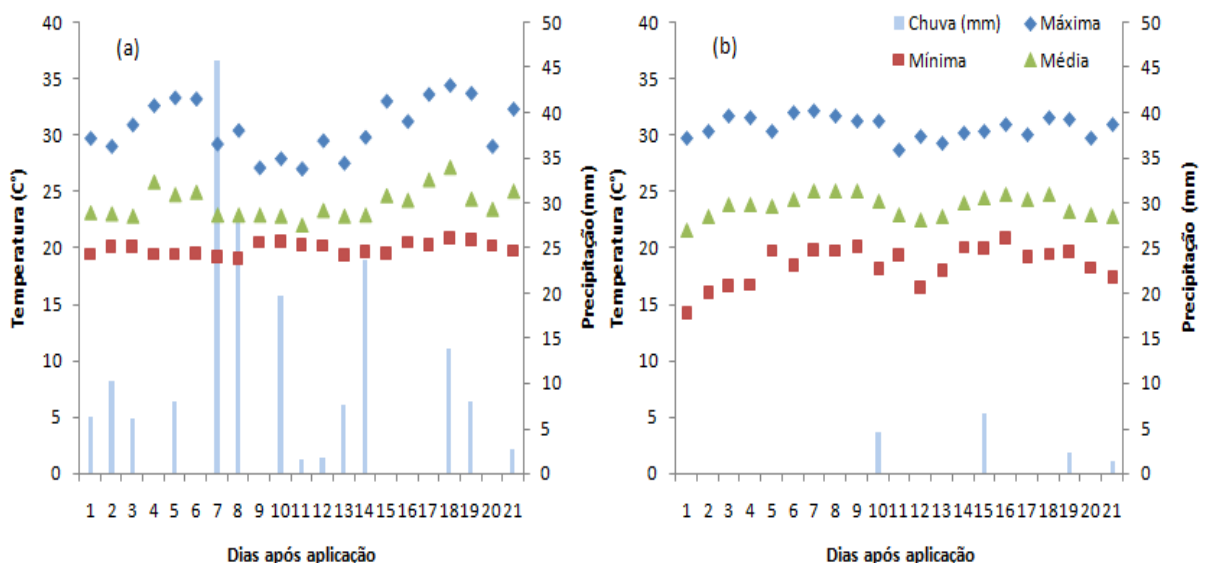 (a)
Temperatura (C°)
40
35
30
25
20
15
10
5
0
50
45
40
35
30
25
20
15
10
5
0
Precipitação(mm)
1 2 3 4 5 6 7 8 9 10 11 12 13 14 15 16 17 18 19 20 21
Dias após aplicação
(b)
Chuva (mm)
Máxima
Mínima
Média
Temperatura (C°)
40
35
30
25
20
15
10
5
0
50
45
40
35
30
25
20
15
10
5
0
Precipitação (mm)
1 2 3 4 5 6 7 8 9 10 11 12 13 14 15 16 17 18 19 20 21
Dias após aplicação